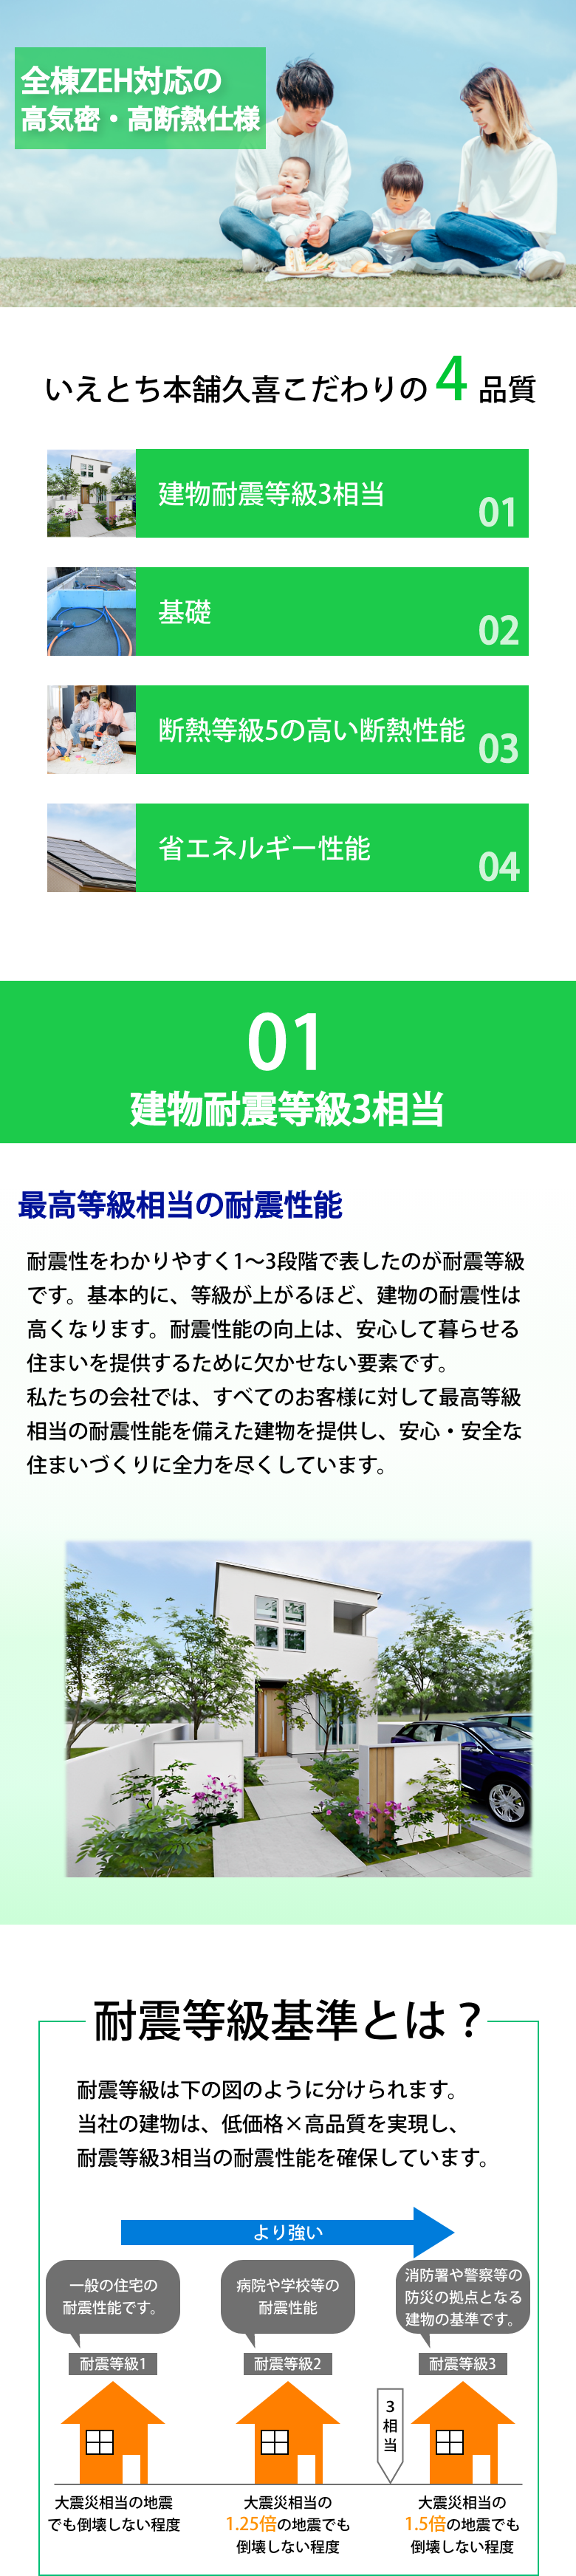 全棟ZEH対応の
高気密・高断熱仕様
いえとち本舗久喜こだわりの4品質
建物耐震等級3相当
01
基礎
02
断熱等級5の高い断熱性能
03
省エネルギー性能
04
01
建物耐震等級3相当
最高等級相当の耐震性能
耐震性をわかりやすく1～3段階で表したのが耐震等級
です。基本的に、等級が上がるほど、建物の耐震性は
高くなります。耐震性能の向上は、安心して暮らせる
住まいを提供するために欠かせない要素です。
私たちの会社では、すべてのお客様に対して最高等級
相当の耐震性能を備えた建物を提供し、安心・安全な
住まいづくりに全力を尽くしています。
耐震等級基準とは？
耐震等級は下の図のように分けられます。
当社の建物は、低価格×高品質を実現し、
耐震等級3相当の耐震性能を確保しています。
より強い
一般の住宅の
耐震性能です。
耐震等級1
大震災相当の地震
でも倒壊しない程度
病院や学校等の
耐震性能
耐震等級2
大震災相当の
1.25倍の地震でも
倒壊しない程度
3
相
当
消防署や警察等の
防災の拠点となる
建物の基準です。
耐震等級3
大震災相当の
1.5倍の地震でも
倒壊しない程度